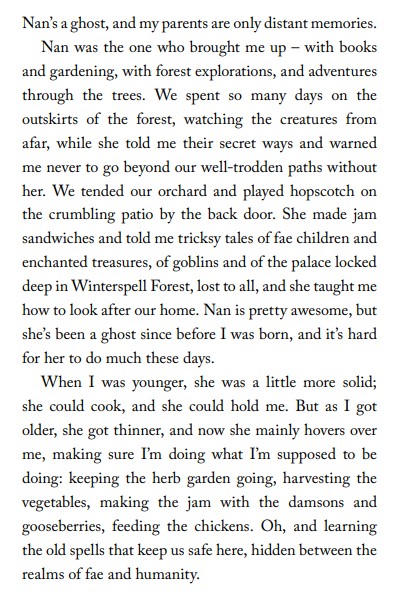 Nan’s a ghost, and my parents are only distant memories.
Nan was the one who brought me up – with books
and gardening, with forest explorations, and adventures
through the trees. We spent so many days on the
outskirts of the forest, watching the creatures from
afar, while she told me their secret ways and warned
me never to go beyond our well-trodden paths without
her. We tended our orchard and played hopscotch on
the crumbling patio by the back door. She made jam
sandwiches and told me tricksy tales of fae children and
enchanted treasures, of goblins and of the palace locked
deep in Winterspell Forest, lost to all, and she taught me
how to look after our home. Nan is pretty awesome, but
she’s been a ghost since before I was born, and it’s hard
for her to do much these days.
When I was younger, she was a little more solid;
she could cook, and she could hold me. But as I got
older, she got thinner, and now she mainly hovers over
me, making sure I’m doing what I’m supposed to be
doing: keeping the herb garden going, harvesting the
vegetables, making the jam with the damsons and
gooseberries, feeding the chickens. Oh, and learning
the old spells that keep us safe here, hidden between the
realms of fae and humanity.